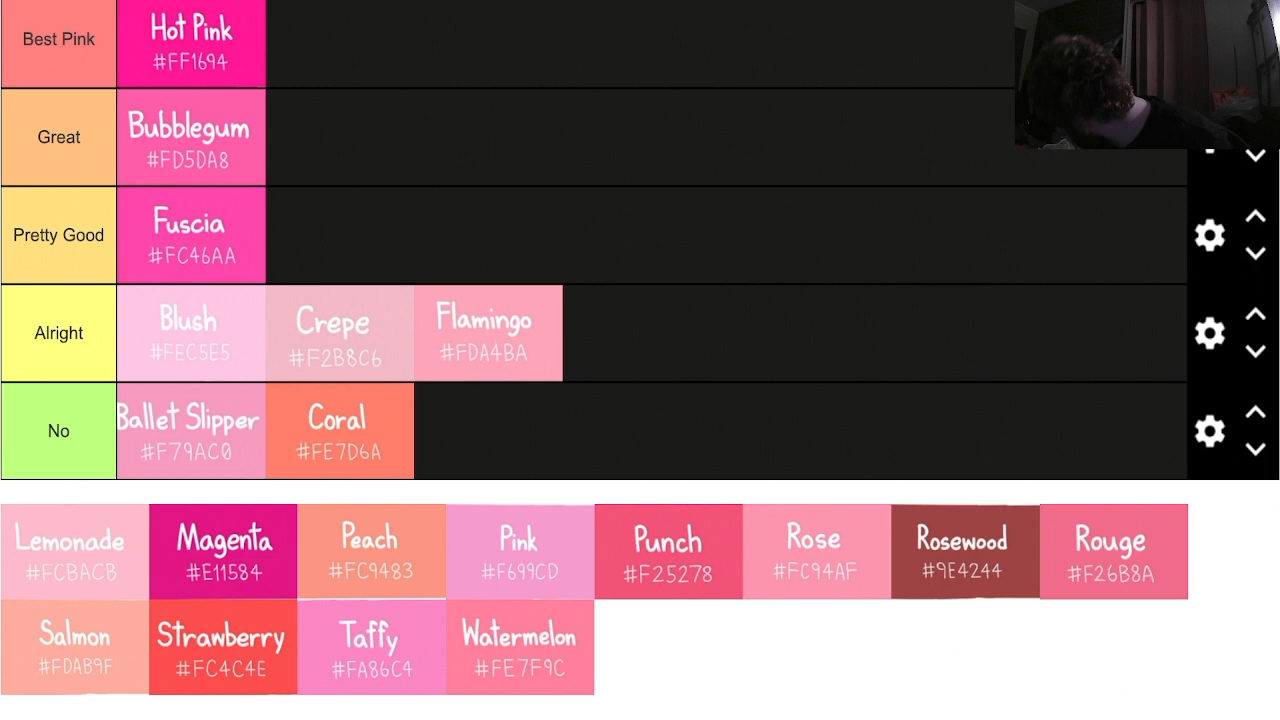 Best Pink
Hot Pink
#FF1694
Great
Bubblegum
#FD5DA8
Pretty Good
Fuscia
#FC46AA
Alright
Blush
#FEC5E5
Crepe
#F2B8C6
Flamingo
#FDA4BA
No
Ballet Slipper
#F79AC0
Coral
#FE7D6A
Lemonade
#FCBACB
Magenta
#E11584
Peach
#FC9483
Pink
#F699CD
Punch
#F25278
Rose
#FC94AF
Rosewood
#9E4244
Rouge
#F26B8A
Salmon
#FDAB9F
Strawberry
#FC4C4E
Taffy
#FA86C4
Watermelon
#FE7F9C